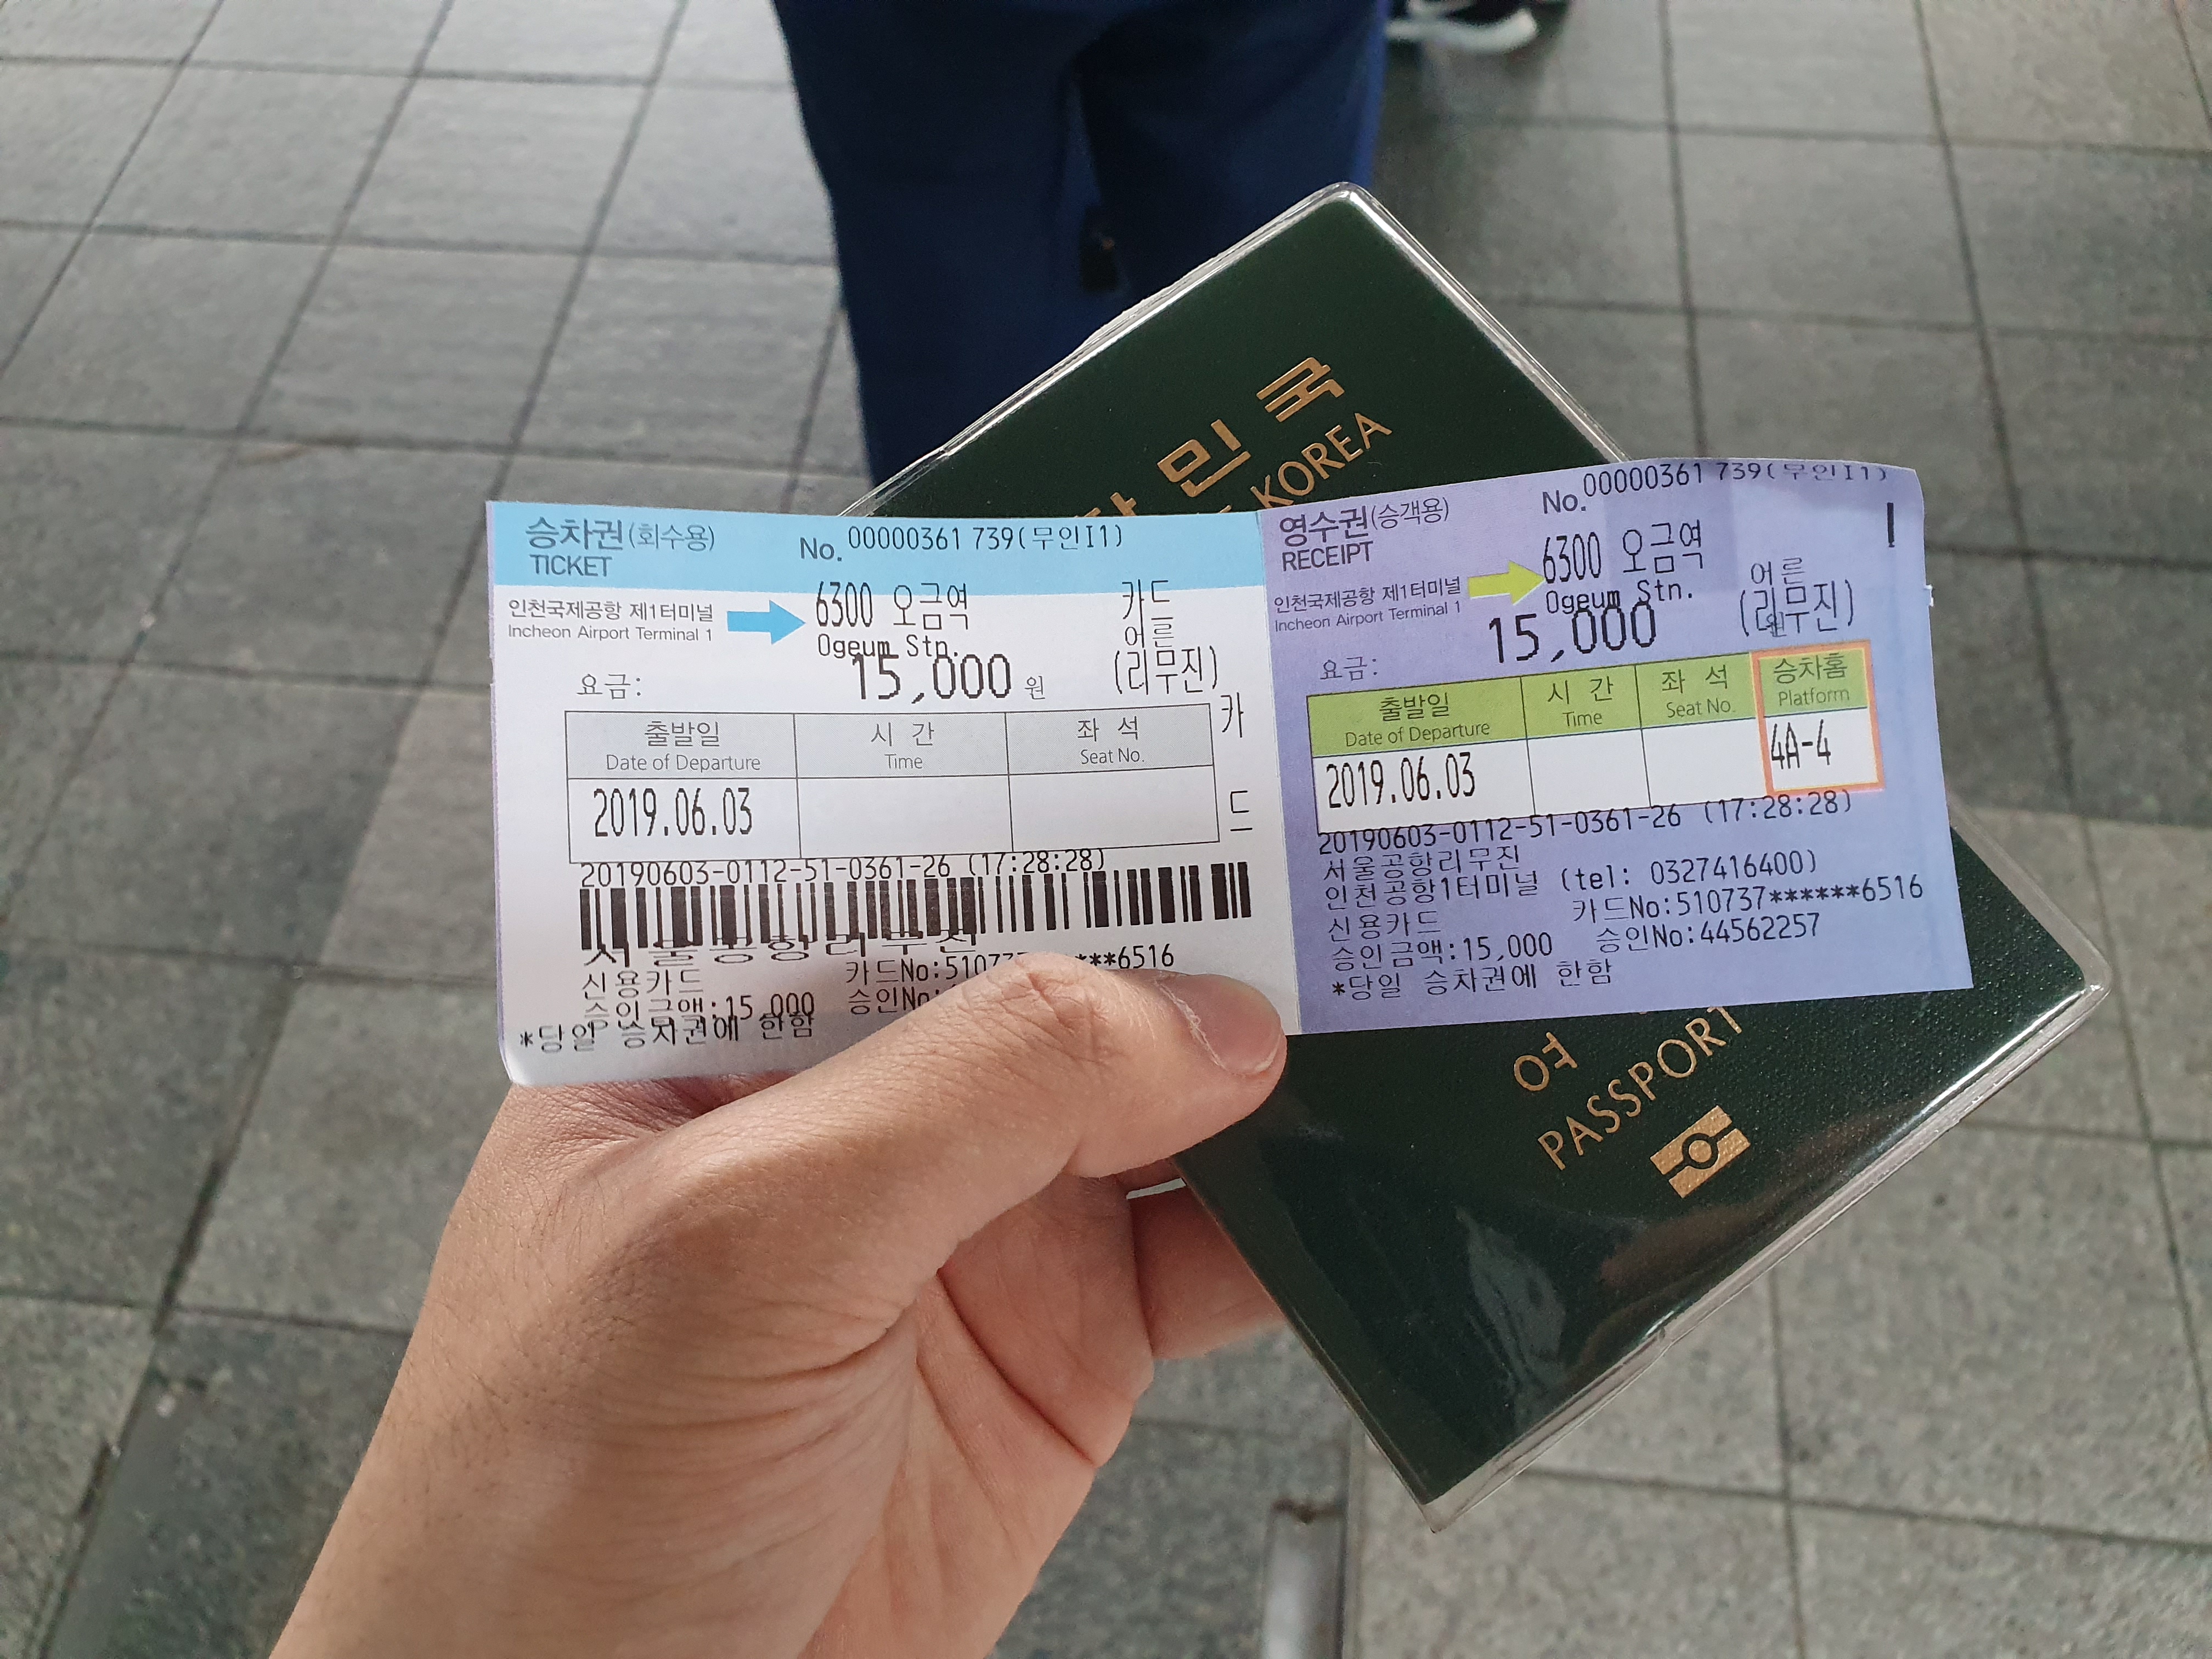 민국
KOREA
승차권(회수용)
TICKET
No. 00000361 739(무인I1)
인천국제공항 제1터미널
Incheon Airport Terminal 1
6300 오금역
Ogeum Stn.
카드
어른
(리무진)
요금: 15,000 원
카드
출발일 시 간 좌 석
Date of Departure Time Seat No.
2019.06.03
20190603-0112-51-0361-26 (17:28:28)
서울공항리무진
신용카드 카드No:510737 ***6516
승인금액:15,000 승인No:
*당일 승차권에 한함
영수권(승객용)
RECEIPT
No. 00000361 739(무인I1)
인천국제공항 제1터미널
Incheon Airport Terminal 1
6300 오금역
Ogeum Stn.
어른
(리무진)
요금: 15,000 원
출발일 시 간 좌 석 승차홈
Date of Departure Time Seat No. Platform
2019.06.03 4A-4
20190603-0112-51-0361-26 (17:28:28)
서울공항리무진
인천공항1터미널 (tel: 0327416400)
신용카드 카드No:510737******6516
승인금액:15,000 승인No:44562257
*당일 승차권에 한함
여
PASSPORT